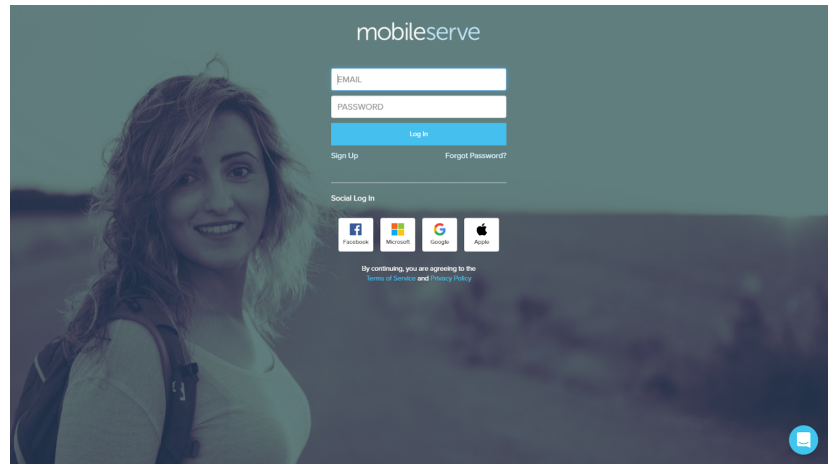 mobileserve
EMAIL
PASSWORD
Log In
Sign Up Forgot Password?
Social Log In
Facebook Microsoft Google Apple
By continuing, you are agreeing to the
Terms of Service and Privacy Policy